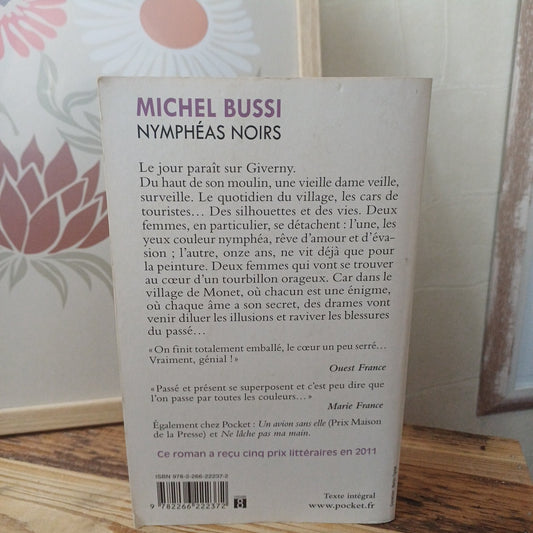 MICHEL BUSSI
NYMPHÉAS NOIRS
Le jour paraît sur Giverny.
Du haut de son moulin, une vieille dame veille,
surveille. Le quotidien du village, les cars de
touristes… Des silhouettes et des vies. Deux
femmes, en particulier, se détachent : l'une, les
yeux couleur nymphéa, rêve d'amour et d'éva-
sion ; l'autre, onze ans, ne vit déjà que pour
la peinture. Deux femmes qui vont se trouver
au cœur d'un tourbillon orageux. Car dans le
village de Monet, où chacun est une énigme,
où chaque âme a son secret, des drames vont
venir diluer les illusions et raviver les blessures
du passé…
« On finit totalement emballé, le cœur un peu serré…
Vraiment, génial ! »
Ouest France
« Passé et présent se superposent et c'est peu dire que
l'on passe par toutes les couleurs… »
Marie France
Également chez Pocket : Un avion sans elle (Prix Maison
de la Presse) et Ne lâche pas ma main.
Ce roman a reçu cinq prix littéraires en 2011
ISBN 978-2-266-22237-2
9 782266 222372
Texte intégral
www.pocket.fr